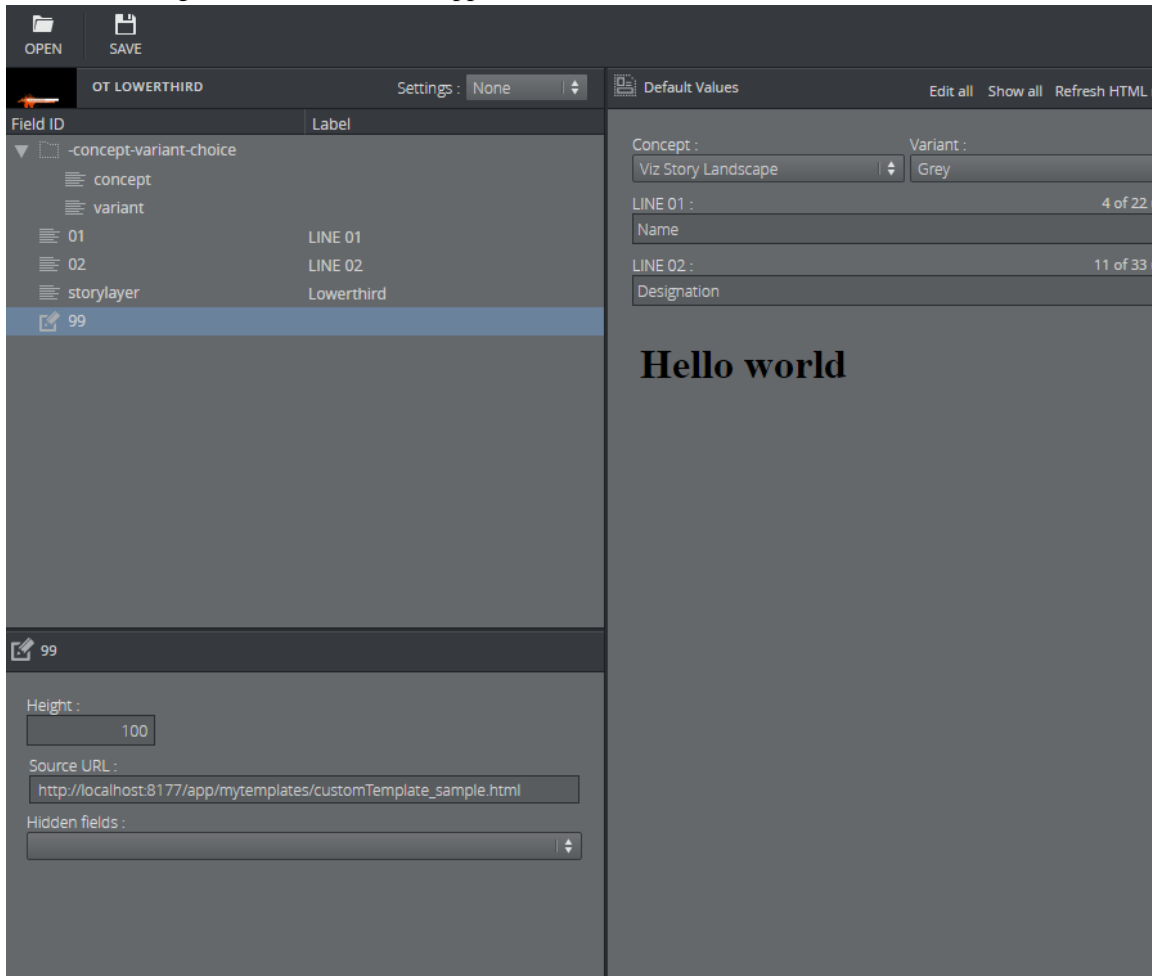 OPEN SAVE
OT LOWERTHIRD Settings : None
Field ID Label
-concept-variant-choice
concept
variant
01 LINE 01
02 LINE 02
storylayer Lowerthird
99
99
Height :
100
Source URL :
http://localhost:8177/app/mytemplates/customTemplate_sample.html
Hidden fields :
Default Values Edit all Show all Refresh HTML
Concept : Variant :
Viz Story Landscape Grey
LINE 01 : 4 of 22
Name
LINE 02 : 11 of 33
Designation
Hello world